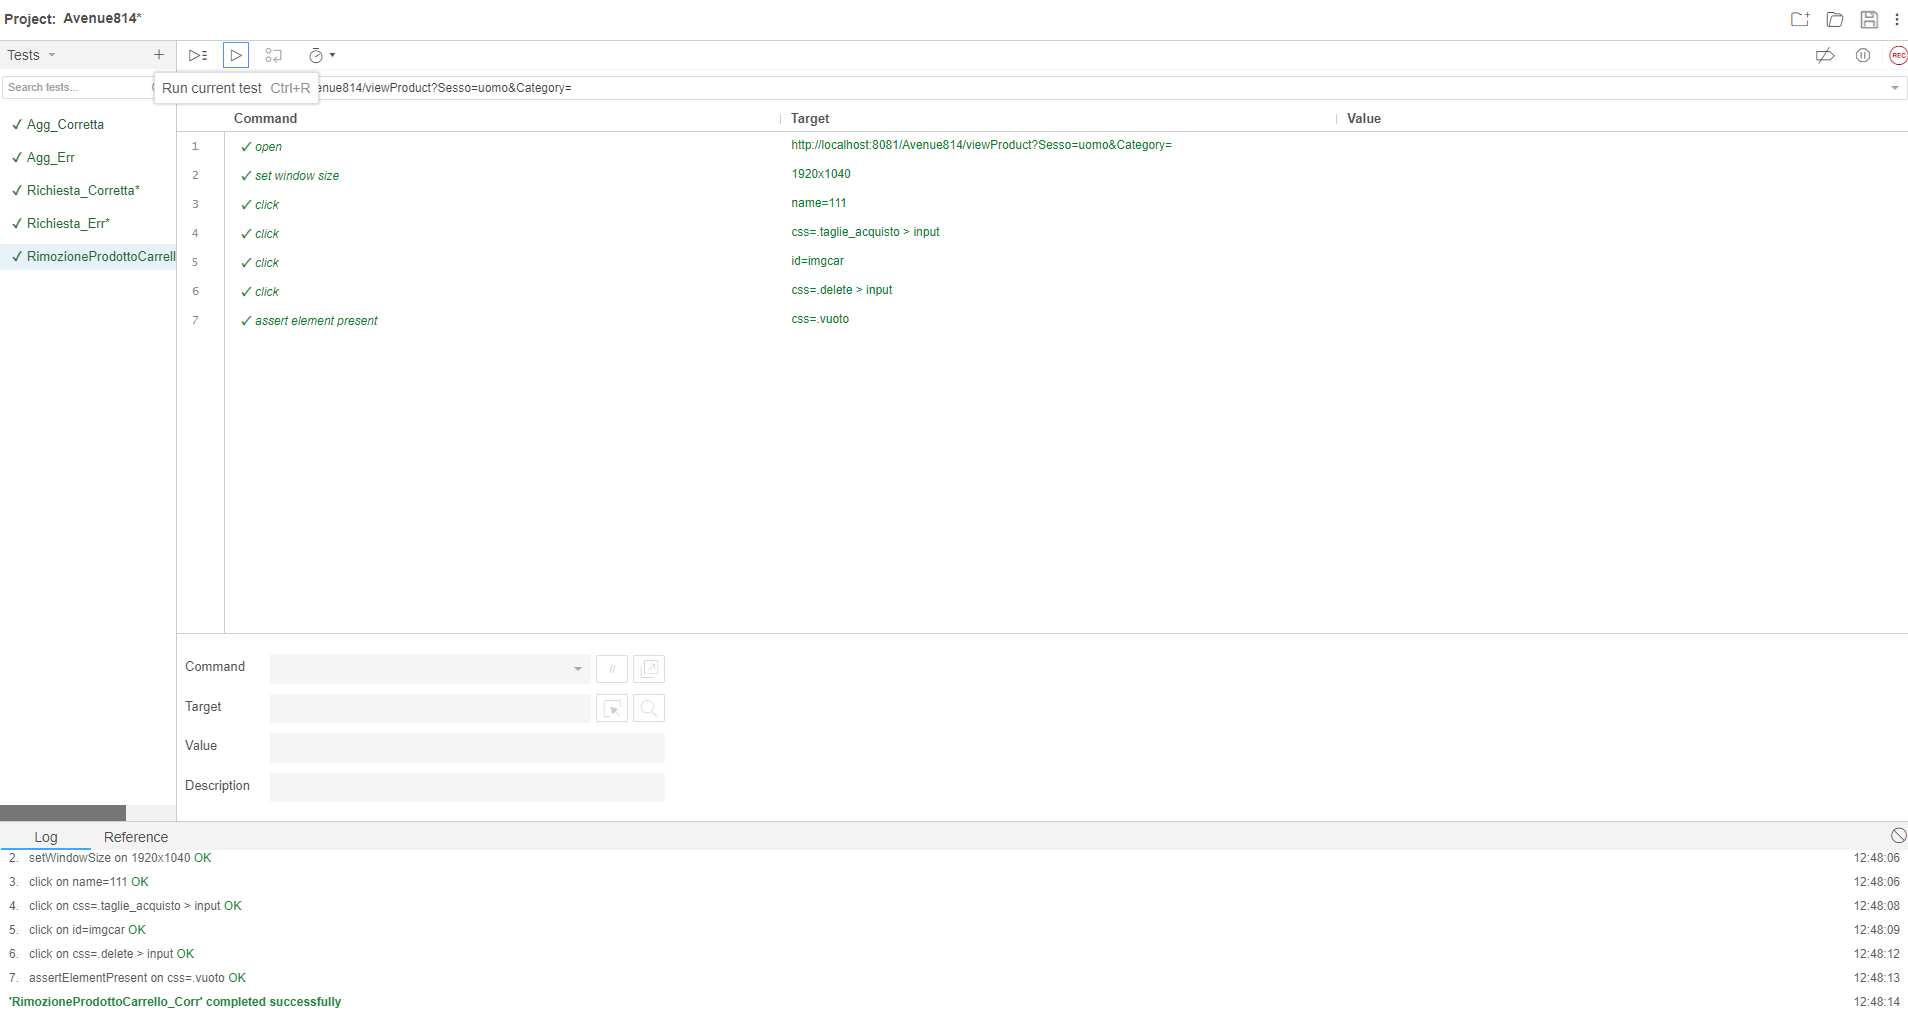 Project: Avenue814*
Tests
Search tests...
Run current test Ctrl+R
enue814/viewProduct?Sesso=uomo&Category=
REC
Agg_Corretta
Agg_Err
Richiesta_Corretta*
Richiesta_Err*
RimozioneProdottoCarrell
Command Target Value
1 open http://localhost:8081/Avenue814/viewProduct?Sesso=uomo&Category=
2 set window size 1920x1040
3 click name=111
4 click css=.taglie_acquisto > input
5 click id=imgcar
6 click css=.delete > input
7 assert element present css=.vuoto
Command //
Target
Value
Description
Log Reference
2. setWindowSize on 1920x1040 OK 12:48:06
3. click on name=111 OK 12:48:06
4. click on css=.taglie_acquisto > input OK 12:48:08
5. click on id=imgcar OK 12:48:09
6. click on css=.delete > input OK 12:48:12
7. assertElementPresent on css=.vuoto OK 12:48:13
'RimozioneProdottoCarrello_Corr' completed successfully 12:48:14